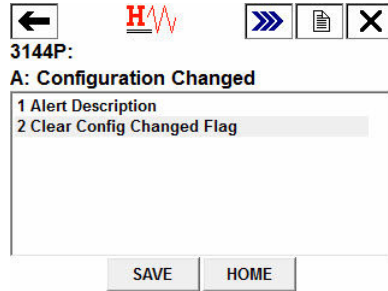 H
3144P:
A: Configuration Changed
1 Alert Description
2 Clear Config Changed Flag
SAVE HOME